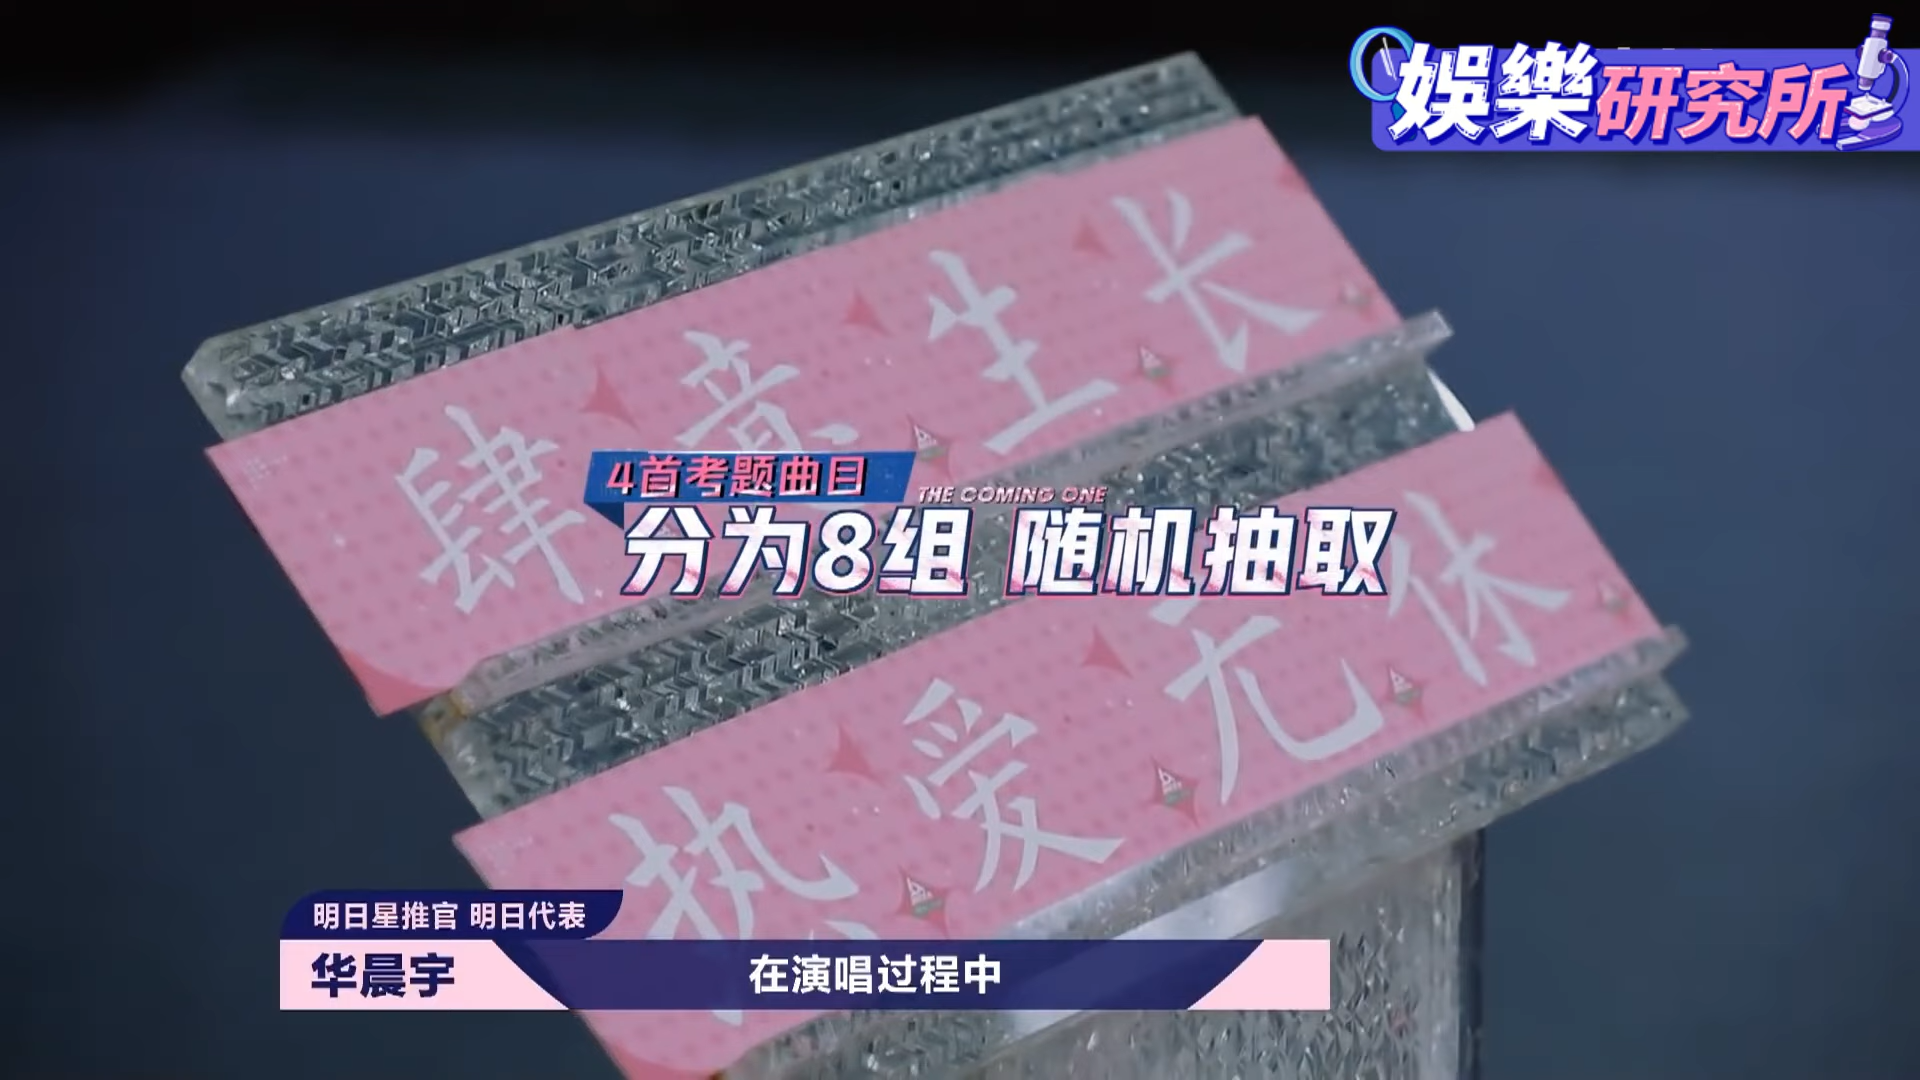 娛樂研究所
肆意生长
4首考题曲目
THE COMING ONE
分为8组 随机抽取
热爱无休
明日星推官 明日代表
华晨宇
在演唱过程中